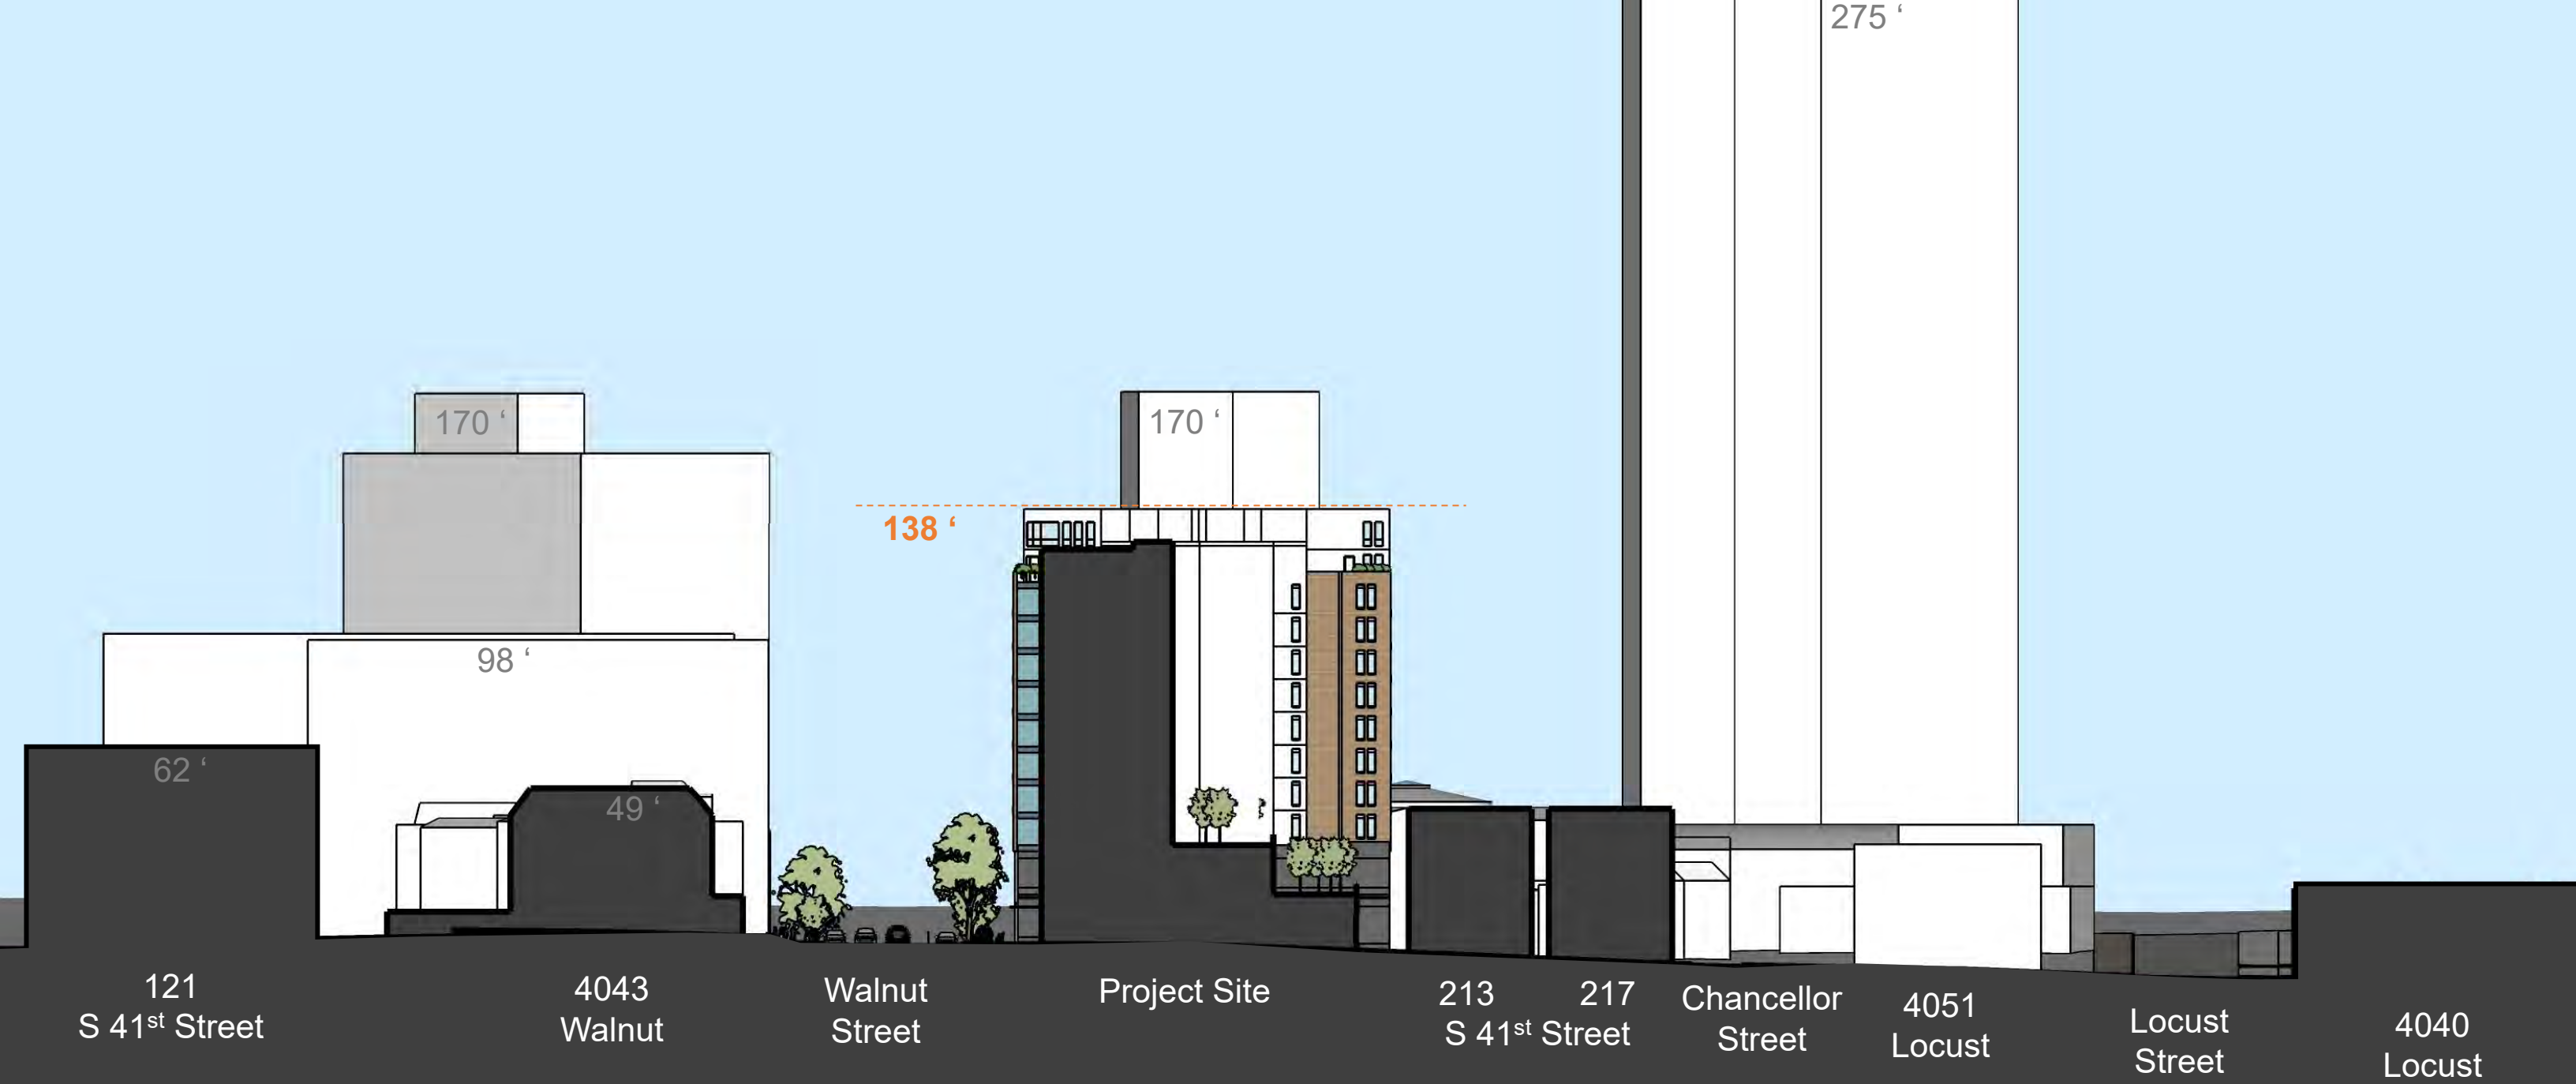 275 ‘
170 ‘
170 ‘
138 ‘
98 ‘
62 ‘
49 ‘
121
S 41st Street
4043
Walnut
Walnut
Street
Project Site
213 217
S 41st Street
Chancellor
Street
4051
Locust
Locust
Street
4040
Locust